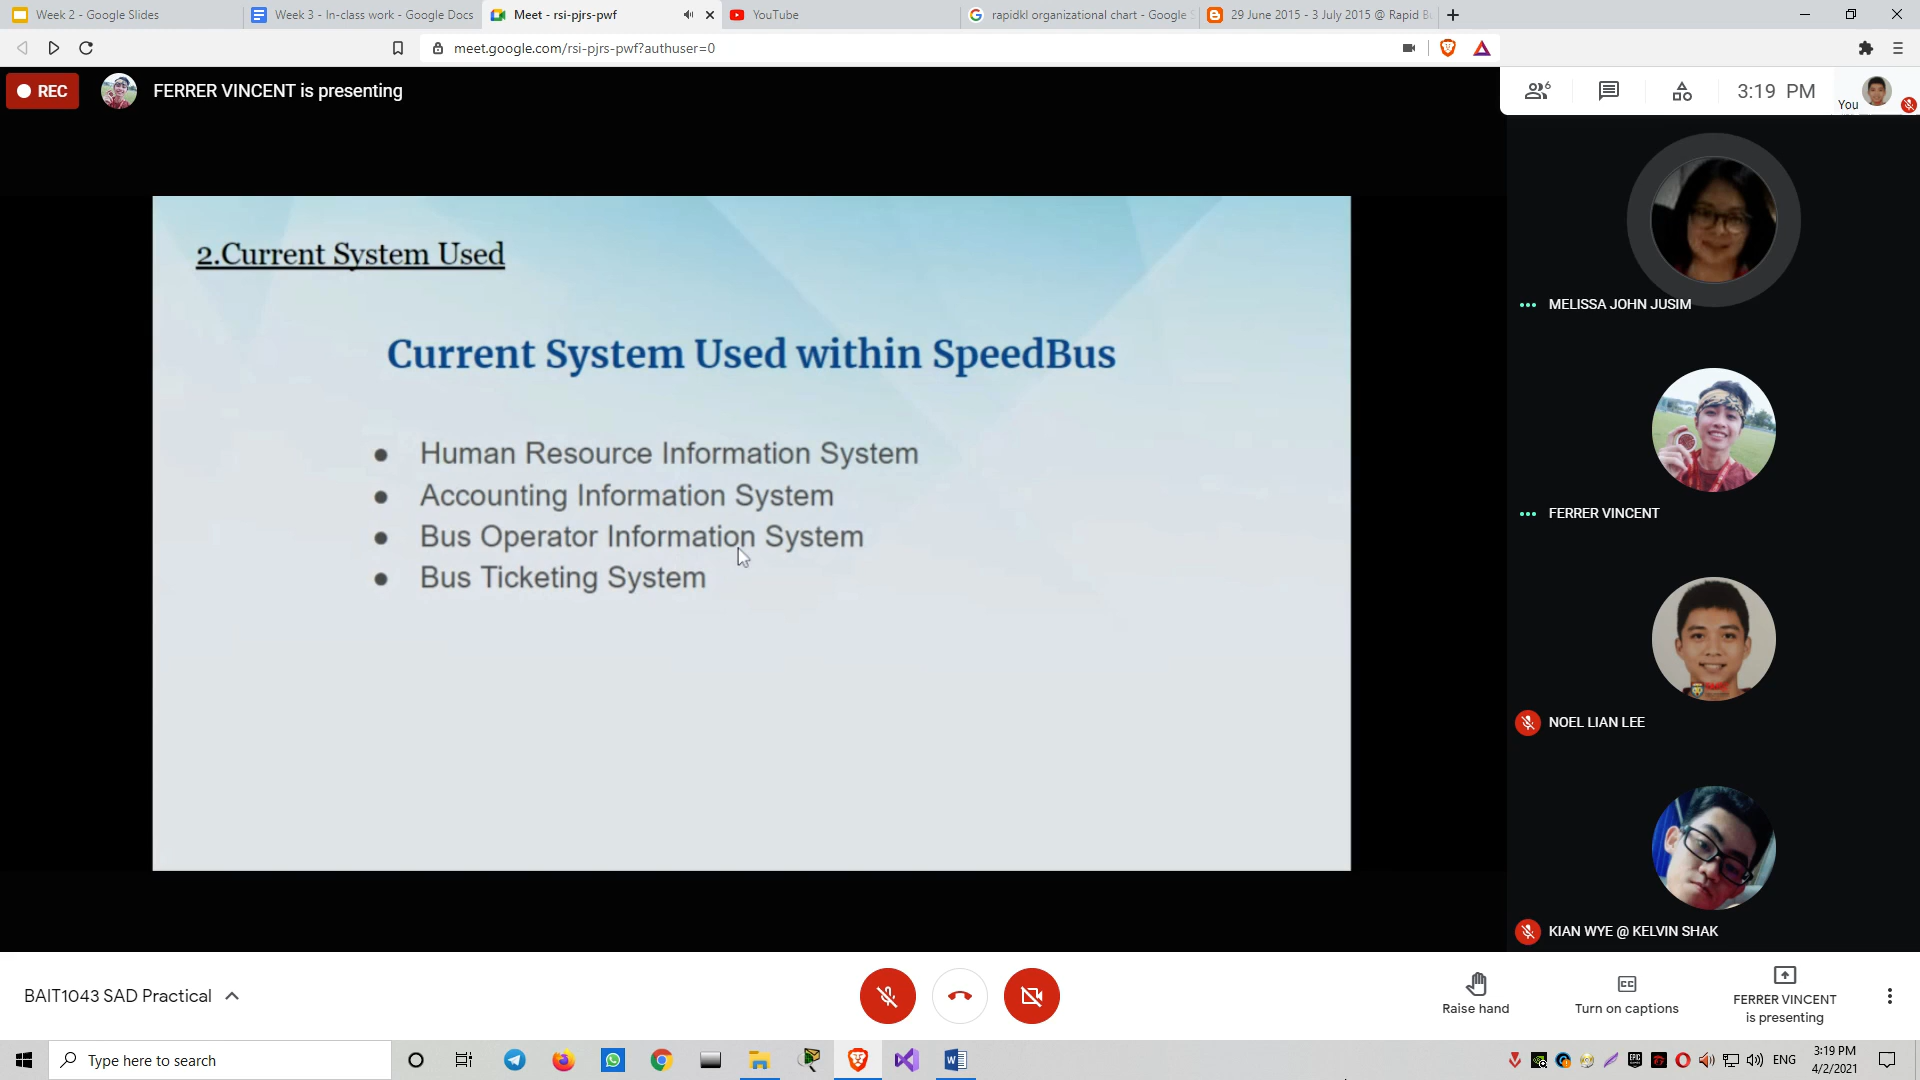 Week 2 - Google Slides
Week 3 - In-class work - Google Docs
Meet - rsi-pjrs-pwf
YouTube
rapidkl organizational chart - Google
29 June 2015 - 3 July 2015 @ Rapid
meet.google.com/rsi-pjrs-pwf?authuser=0
REC
FERRER VINCENT is presenting
6
3:19 PM
You
2.Current System Used
Current System Used within SpeedBus
● Human Resource Information System
● Accounting Information System
● Bus Operator Information System
● Bus Ticketing System
MELISSA JOHN JUSIM
FERRER VINCENT
NOEL LIAN LEE
KIAN WYE @ KELVIN SHAK
BAIT1043 SAD Practical
Raise hand
Turn on captions
FERRER VINCENT
is presenting
Type here to search
ENG
3:19 PM
4/2/2021